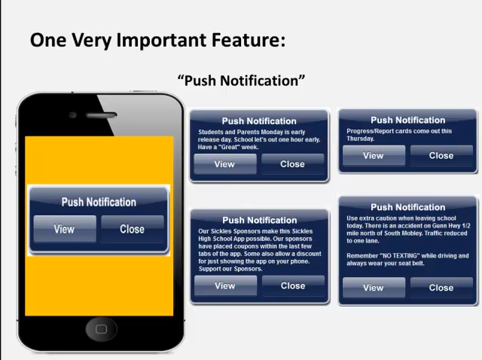 One Very Important Feature:
“Push Notification”
Push Notification
View Close
Push Notification
Students and Parents Monday is early
release day. School let's out one hour early.
Have a "Great" week.
View Close
Push Notification
Progress/Report cards come out this
Thursday.
View Close
Push Notification
Our Sickles Sponsors make this Sickles
High School App possible. Our sponsors
have placed coupons within the last few
tabs of the app. Some also allow a discount
for just showing the app on your phone.
Support our Sponsors.
View Close
Push Notification
Use extra caution when leaving school
today. There is an accident on Gunn Hwy 1/2
mile north of South Mobley. Traffic reduced
to one lane.
Remember "NO TEXTING" while driving and
always wear your seat belt.
View Close